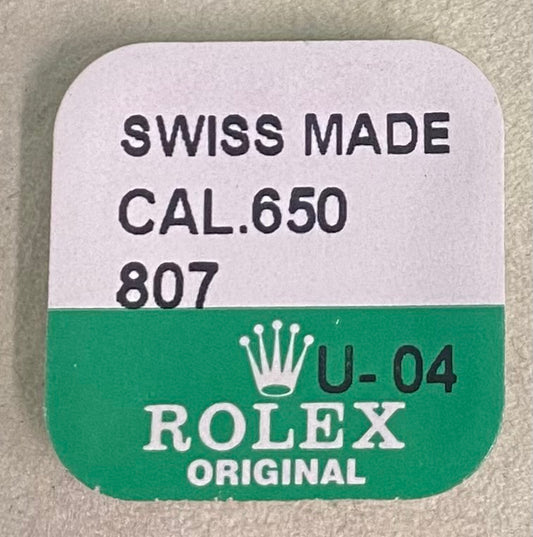 SWISS MADE
CAL.650
807
U- 04
ROLEX
ORIGINAL